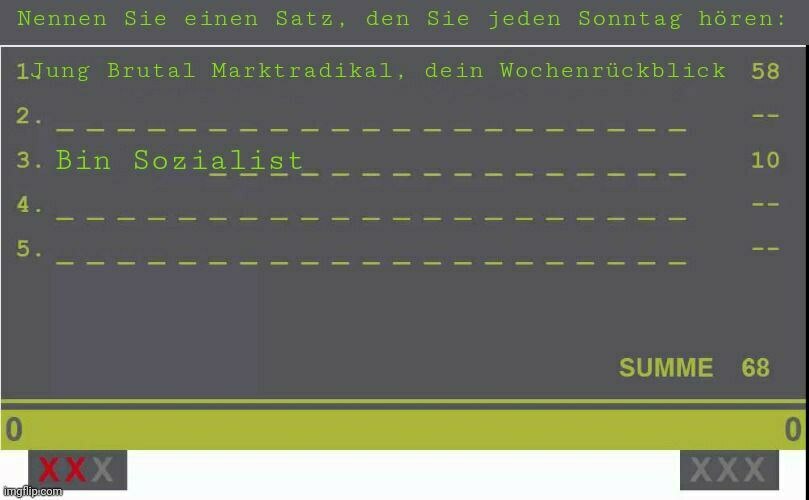 Nennen Sie einen Satz, den Sie jeden Sonntag hören:
1. Jung Brutal Marktradikal, dein Wochenrückblick 58
2. _ _ _ _ _ _ _ _ _ _ _ _ _ _ _ _ _ _ _ _ _ --
3. Bin Sozialist _ _ _ _ _ _ _ _ _ _ _ _ _ _ _ _ 10
4. _ _ _ _ _ _ _ _ _ _ _ _ _ _ _ _ _ _ _ _ _ --
5. _ _ _ _ _ _ _ _ _ _ _ _ _ _ _ _ _ _ _ _ _ --
SUMME 68
0 0
XXX XXX
imgflip.com